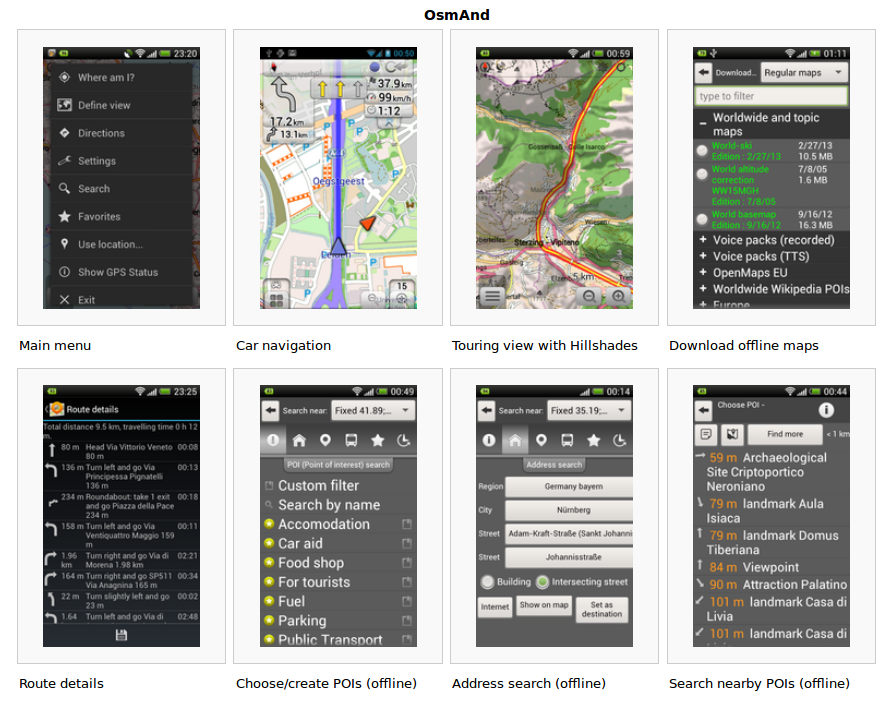 OsmAnd
23:20
Where am I?
Define view
Directions
Settings
Search
Favorites
Use location...
Show GPS Status
Exit
Main menu
00:50
37.9km
99km/h
1:12
17.2km
13.1km
Oegstgeest
Leiden
15
Car navigation
00:59
Gossensaß - Colle Isarco
Wiesen
Sterzing - Vipiteno
Gasteig
5 km
Touring view with Hillshades
01:11
Download... Regular maps
type to filter
Worldwide and topic
maps
World-ski 2/27/13
Edition : 2/27/13 10.5 MB
World altitude 7/8/05
correction 1.6 MB
WW15MGH
Edition : 7/8/05
World basemap 9/16/12
Edition : 9/16/12 16.3 MB
Voice packs (recorded)
Voice packs (TTS)
OpenMaps EU
Worldwide Wikipedia POIs
Europe
Download offline maps
23:25
Route details
Total distance 9.5 km, travelling time 0 h 12
m.
80 m Head Via Vittorio Veneto 00:08
80 m
136 m Turn left and go Via 00:13
Principessa Pignatelli
136 m
234 m Roundabout: take 1 exit 00:18
and go Piazza della Pace
234 m
158 m Turn left and go Via 00:11
Ventiquattro Maggio 159
m
1.96 Turn right and go Via di 02:21
km Morena 1.98 km
164 m Turn right and go SP511 00:34
Via Anagnina 165 m
22 m Turn slightly left and go 00:02
23 m
1.64 Turn left and go Via di 02:48
Route details
00:49
Search near: Fixed 41.89;...
POI (Point of interest) search
Custom filter
Search by name
Accomodation
Car aid
Food shop
For tourists
Fuel
Parking
Public Transport
Choose/create POIs (offline)
00:14
Search near: Fixed 35.19;...
Address search
Region Germany bayern
City Nürnberg
Street Adam-Kraft-Straße (Sankt Johanni
Street Johannisstraße
Building Intersecting street
Internet Show on map Set as
destination
Address search (offline)
00:44
Choose POI -
Find more < 1 km
59 m Archaeological
Site Criptoportico
Neroniano
79 m landmark Aula
Isiaca
79 m landmark Domus
Tiberiana
84 m Viewpoint
90 m Attraction Palatino
101 m landmark Casa di
Livia
101 m landmark Casa di
Search nearby POIs (offline)